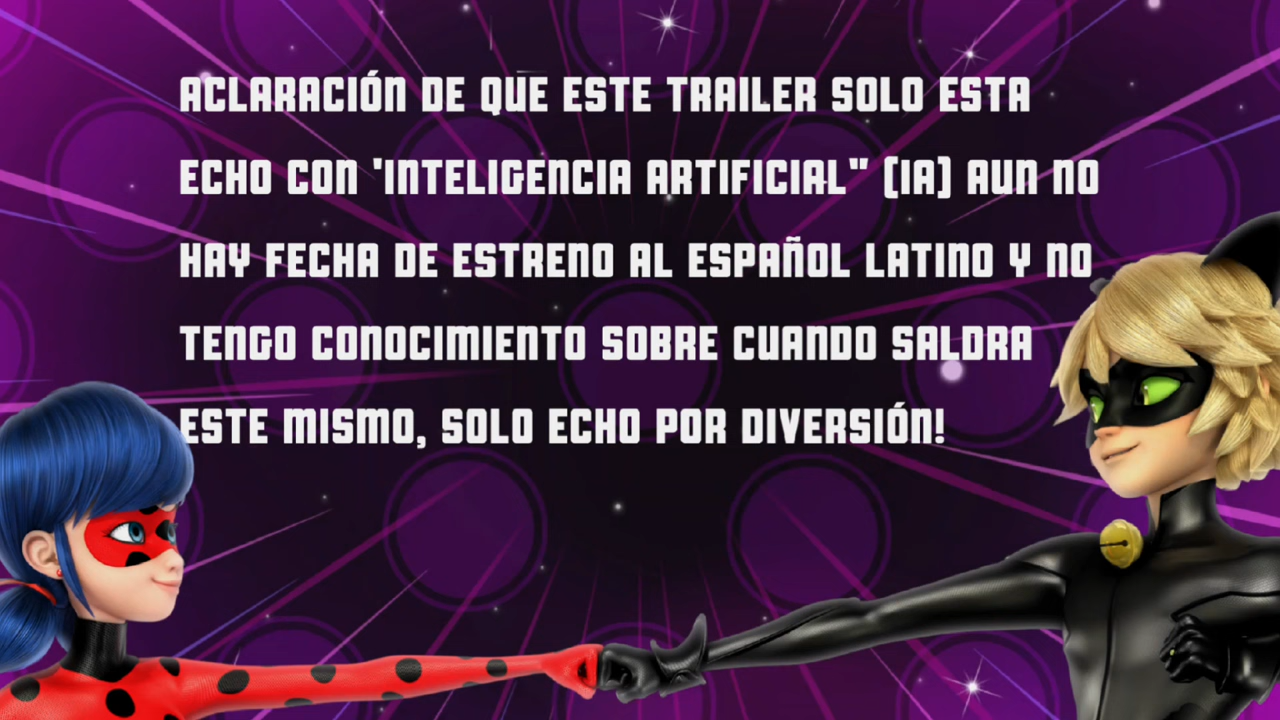 ACLARACIÓN DE QUE ESTE TRAILER SOLO ESTA
ECHO CON 'INTELIGENCIA ARTIFICIAL" (IA) AUN NO
HAY FECHA DE ESTRENO AL ESPAÑOL LATINO Y NO
TENGO CONOCIMIENTO SOBRE CUANDO SALDRA
ESTE MISMO, SOLO ECHO POR DIVERSIÓN!